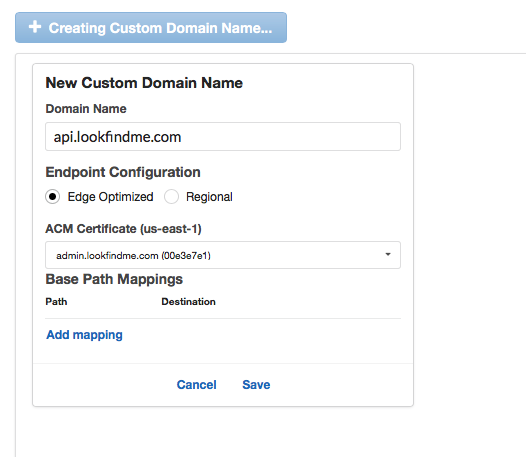 + Creating Custom Domain Name...
New Custom Domain Name
Domain Name
api.lookfindme.com
Endpoint Configuration
Edge Optimized Regional
ACM Certificate (us-east-1)
admin.lookfindme.com (00e3e7e1)
Base Path Mappings
Path Destination
Add mapping
Cancel Save